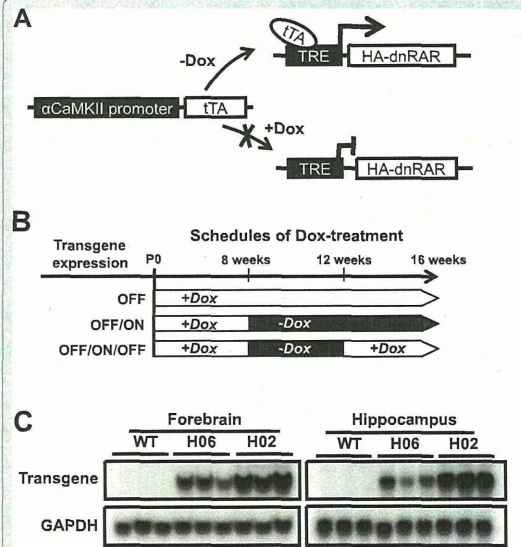 A
tTA
-Dox
TRE
HA-dnRAR
αCaMKII promoter
tTA
+Dox
TRE
HA-dnRAR
B
Schedules of Dox-treatment
Transgene
expression
P0 8 weeks 12 weeks 16 weeks
OFF +Dox
OFF/ON +Dox -Dox
OFF/ON/OFF +Dox -Dox +Dox
C
Forebrain Hippocampus
WT H06 H02 WT H06 H02
Transgene
GAPDH